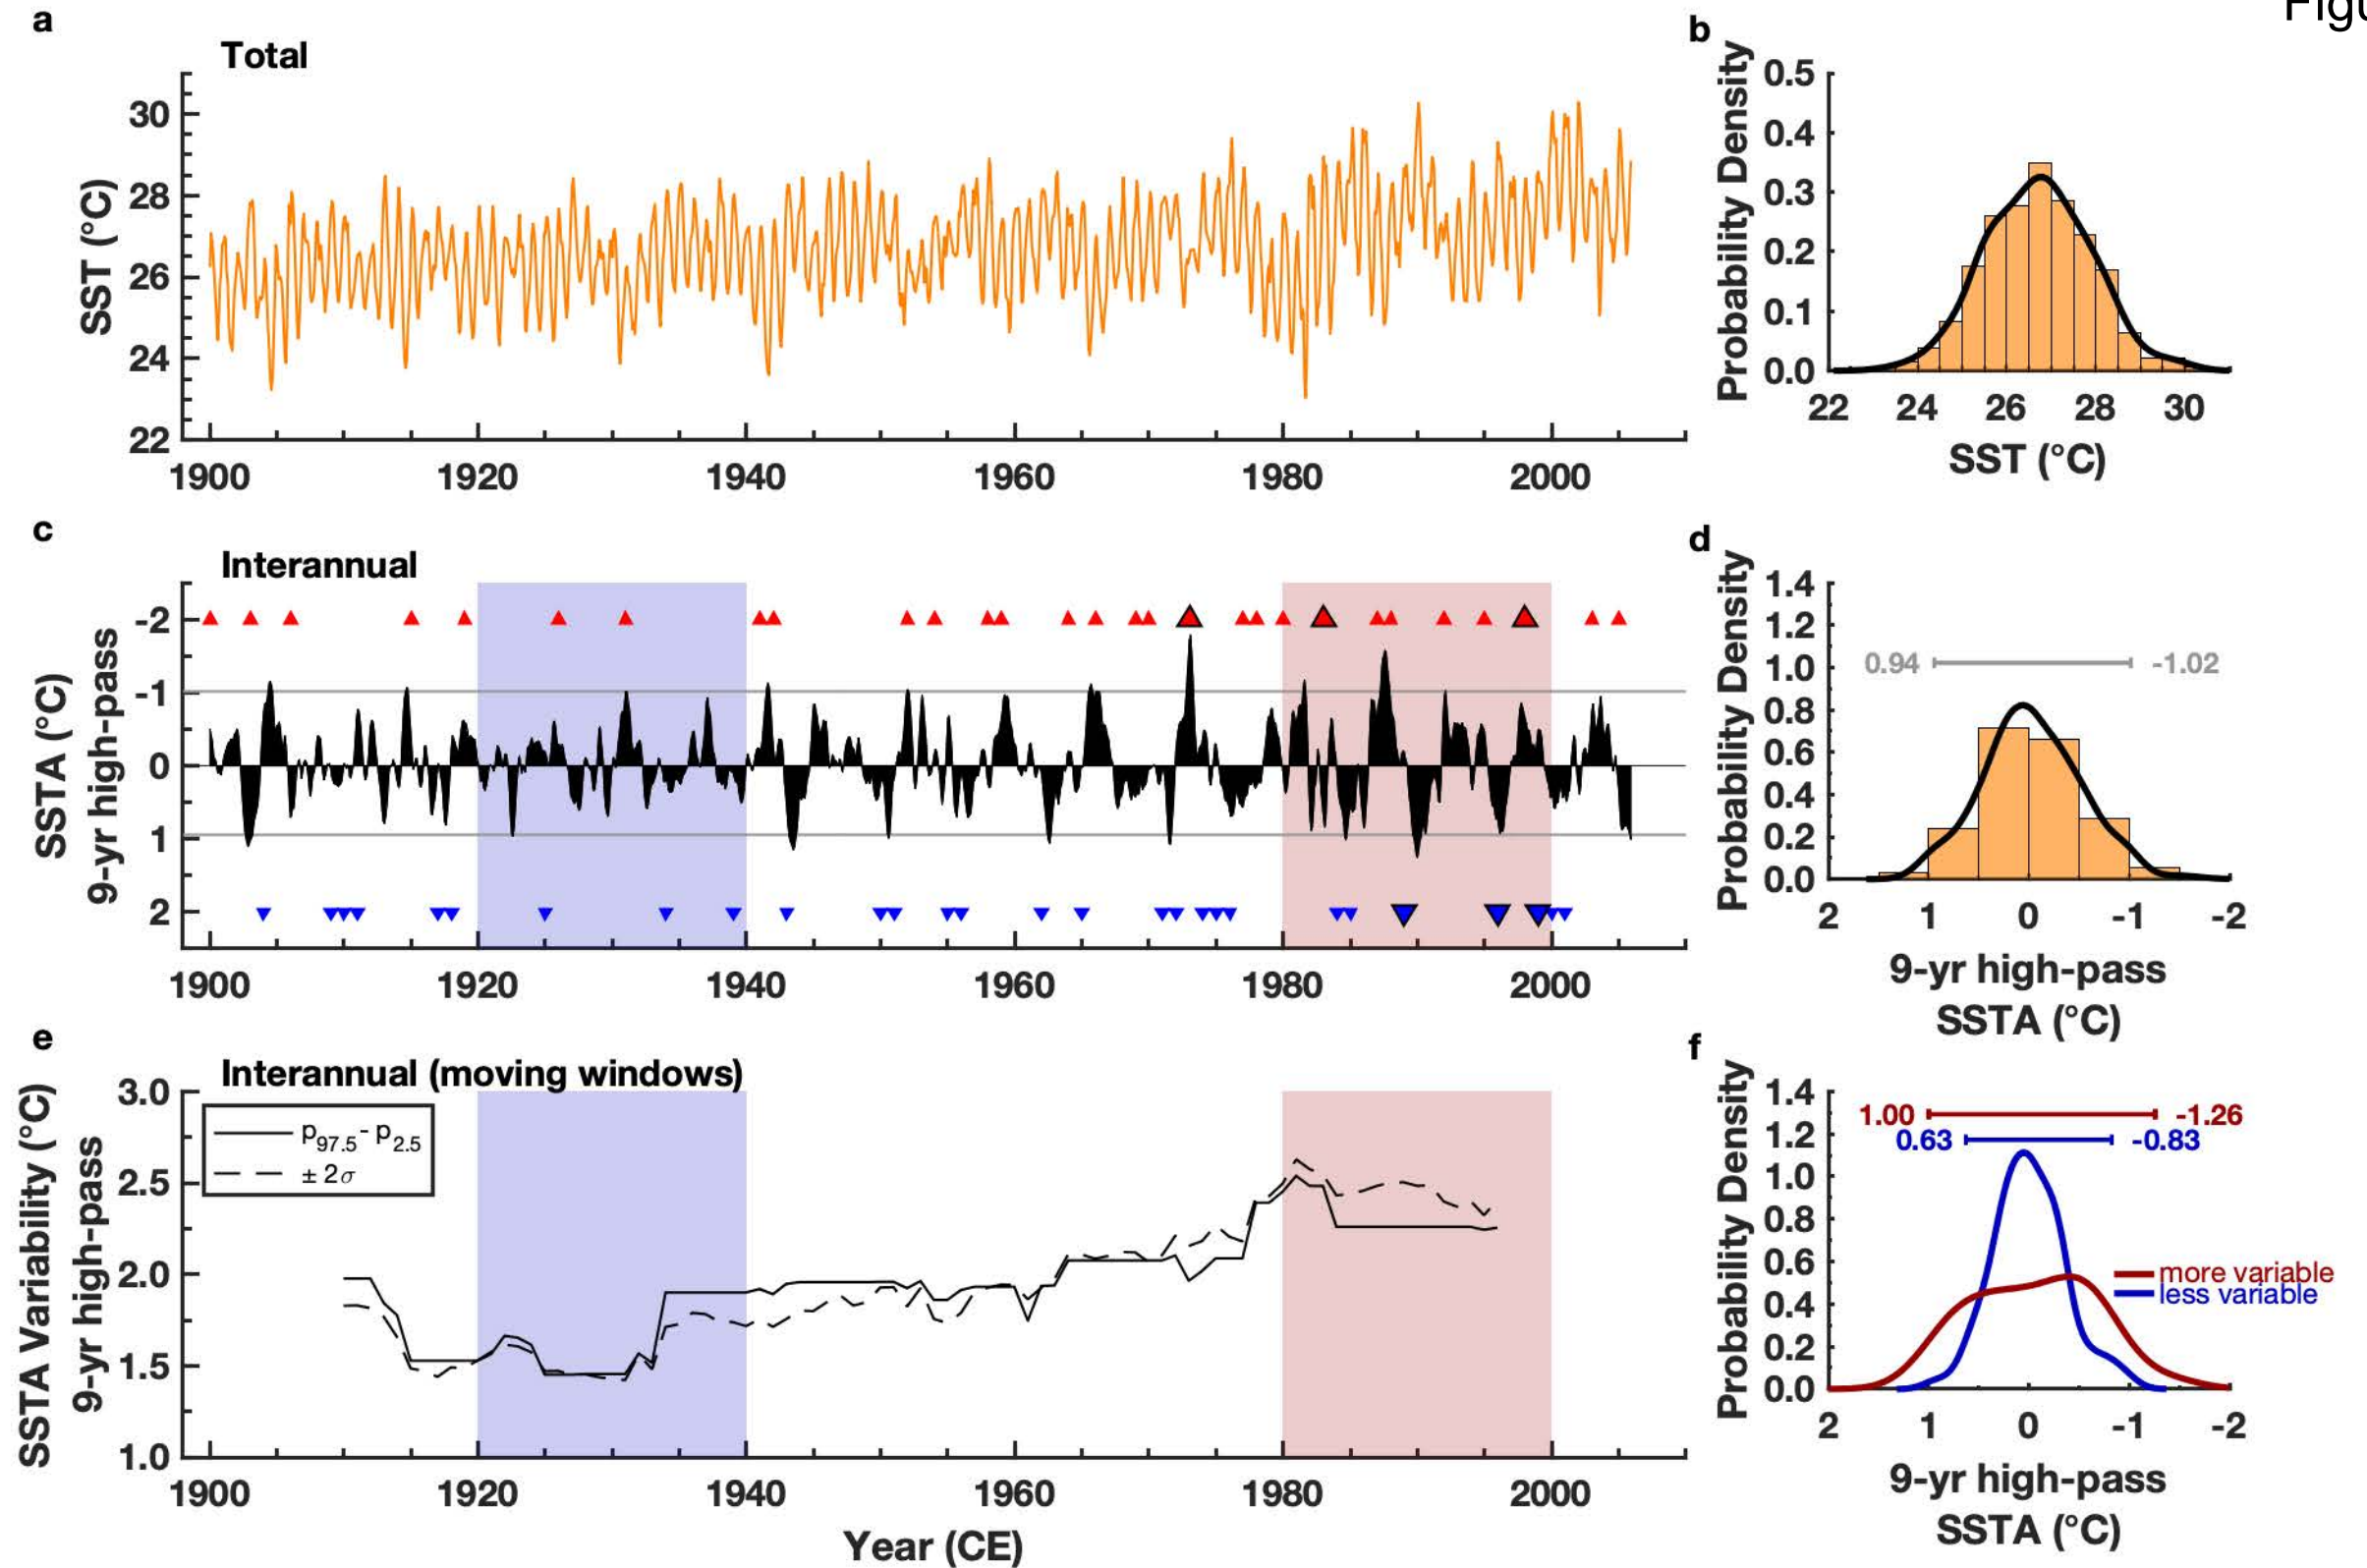 Figu
a
Total
SST (°C)
30
28
26
24
22
1900 1920 1940 1960 1980 2000
b
Probability Density
0.5
0.4
0.3
0.2
0.1
0.0
22 24 26 28 30
SST (°C)
c
Interannual
SSTA (°C)
9-yr high-pass
-2
-1
0
1
2
1900 1920 1940 1960 1980 2000
d
Probability Density
1.4
1.2
1.0
0.8
0.6
0.4
0.2
0.0
0.94 -1.02
2 1 0 -1 -2
9-yr high-pass
SSTA (°C)
e
Interannual (moving windows)
SSTA Variability (°C)
9-yr high-pass
3.0
2.5
2.0
1.5
1.0
p97.5 - p2.5
± 2σ
1900 1920 1940 1960 1980 2000
Year (CE)
f
Probability Density
1.4
1.2
1.0
0.8
0.6
0.4
0.2
0.0
1.00 -1.26
0.63 -0.83
more variable
less variable
2 1 0 -1 -2
9-yr high-pass
SSTA (°C)